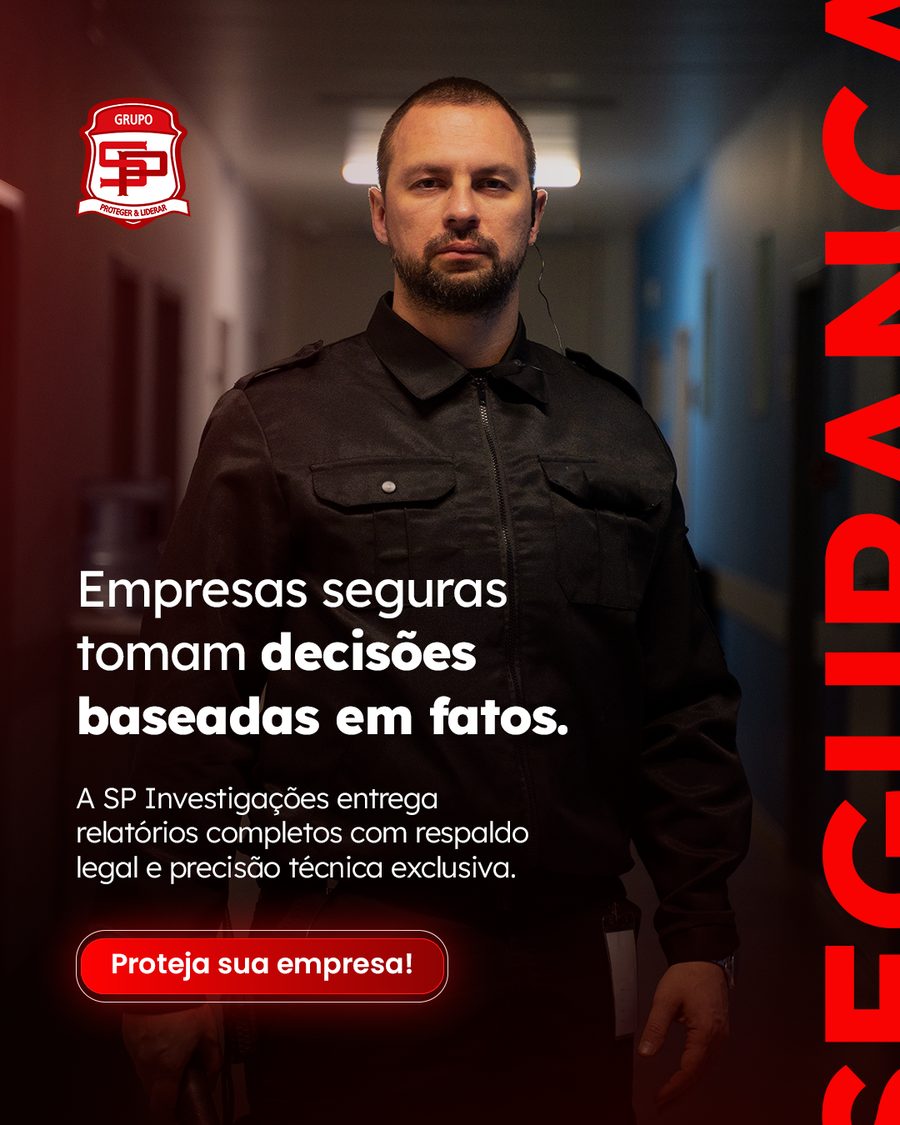 GRUPO
SP
PROTEGER & LIDERAR
Empresas seguras
tomam decisões
baseadas em fatos.
A SP Investigações entrega
relatórios completos com respaldo
legal e precisão técnica exclusiva.
Proteja sua empresa!
SEGURANÇA